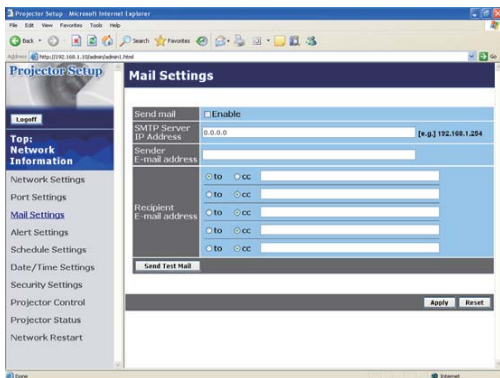 Projector Setup - Microsoft Internet Explorer
File Edit View Favorites Tools Help
Back Search Favorites
Address http://192.168.1.10/admin/admin1.html Go
Projector Setup
Logoff
Top:
Network
Information
Network Settings
Port Settings
Mail Settings
Alert Settings
Schedule Settings
Date/Time Settings
Security Settings
Projector Control
Projector Status
Network Restart
Mail Settings
Send mail Enable
SMTP Server
IP Address 0.0.0.0 [e.g.] 192.168.1.254
Sender
E-mail address
Recipient
E-mail address
to cc
to cc
to cc
to cc
to cc
Send Test Mail
Apply Reset
Done Internet